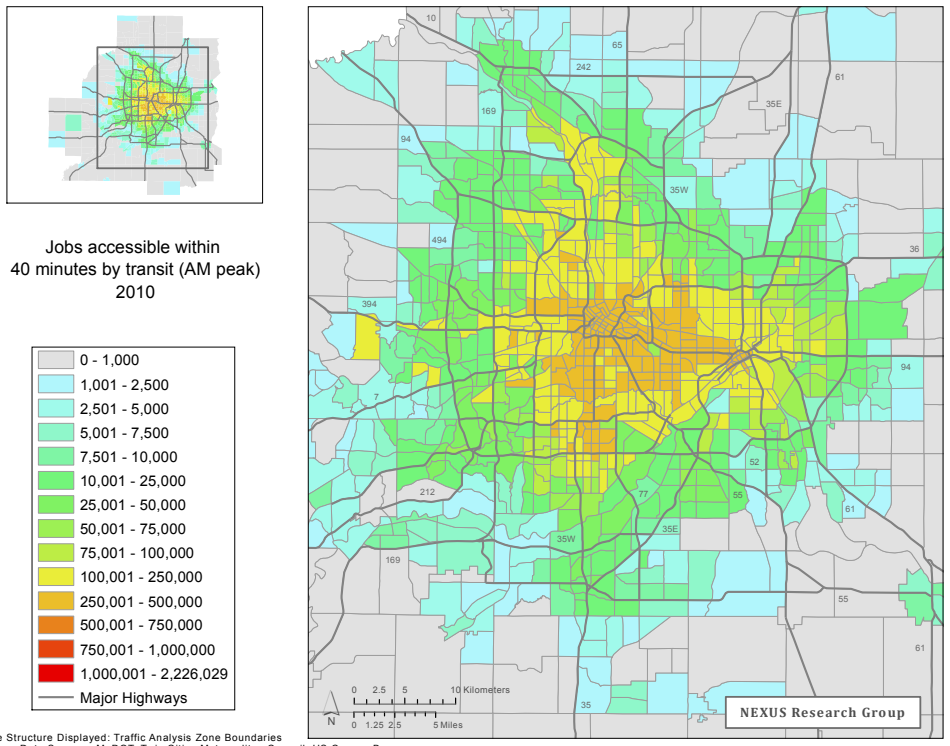 Jobs accessible within
40 minutes by transit (AM peak)
2010
0 - 1,000
1,001 - 2,500
2,501 - 5,000
5,001 - 7,500
7,501 - 10,000
10,001 - 25,000
25,001 - 50,000
50,001 - 75,000
75,001 - 100,000
100,001 - 250,000
250,001 - 500,000
500,001 - 750,000
750,001 - 1,000,000
1,000,001 - 2,226,029
Major Highways
10
65
242
61
169
35E
94
35W
494
36
394
7
94
212
52
77
55
61
35W
35E
169
55
61
35
0 2.5 5 10 Kilometers
N
0 1.25 2.5 5 Miles
NEXUS Research Group
Structure Displayed: Traffic Analysis Zone Boundaries